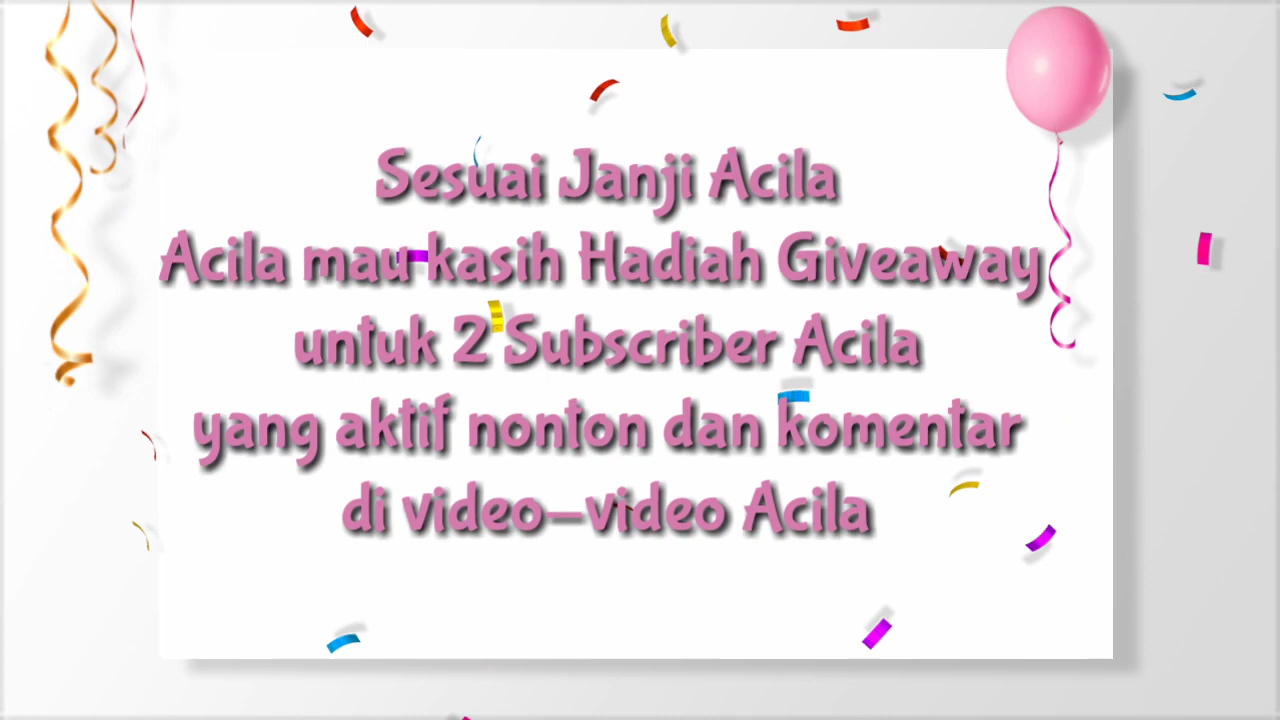 Sesuai Janji Acila
Acila mau kasih Hadiah Giveaway
untuk 2 Subscriber Acila
yang aktif nonton dan komentar
di video-video Acila